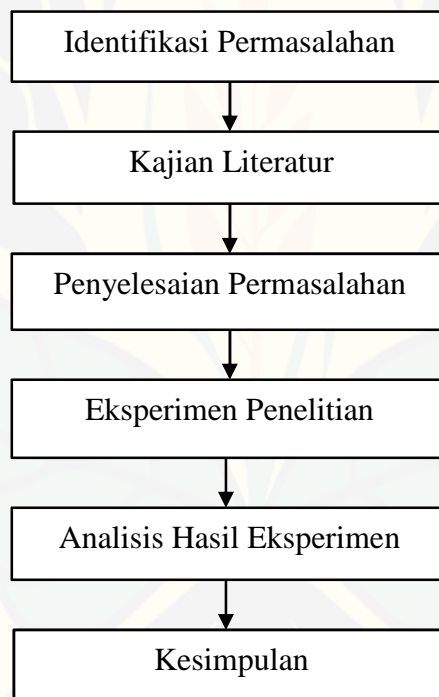 Identifikasi Permasalahan
Kajian Literatur
Penyelesaian Permasalahan
Eksperimen Penelitian
Analisis Hasil Eksperimen
Kesimpulan